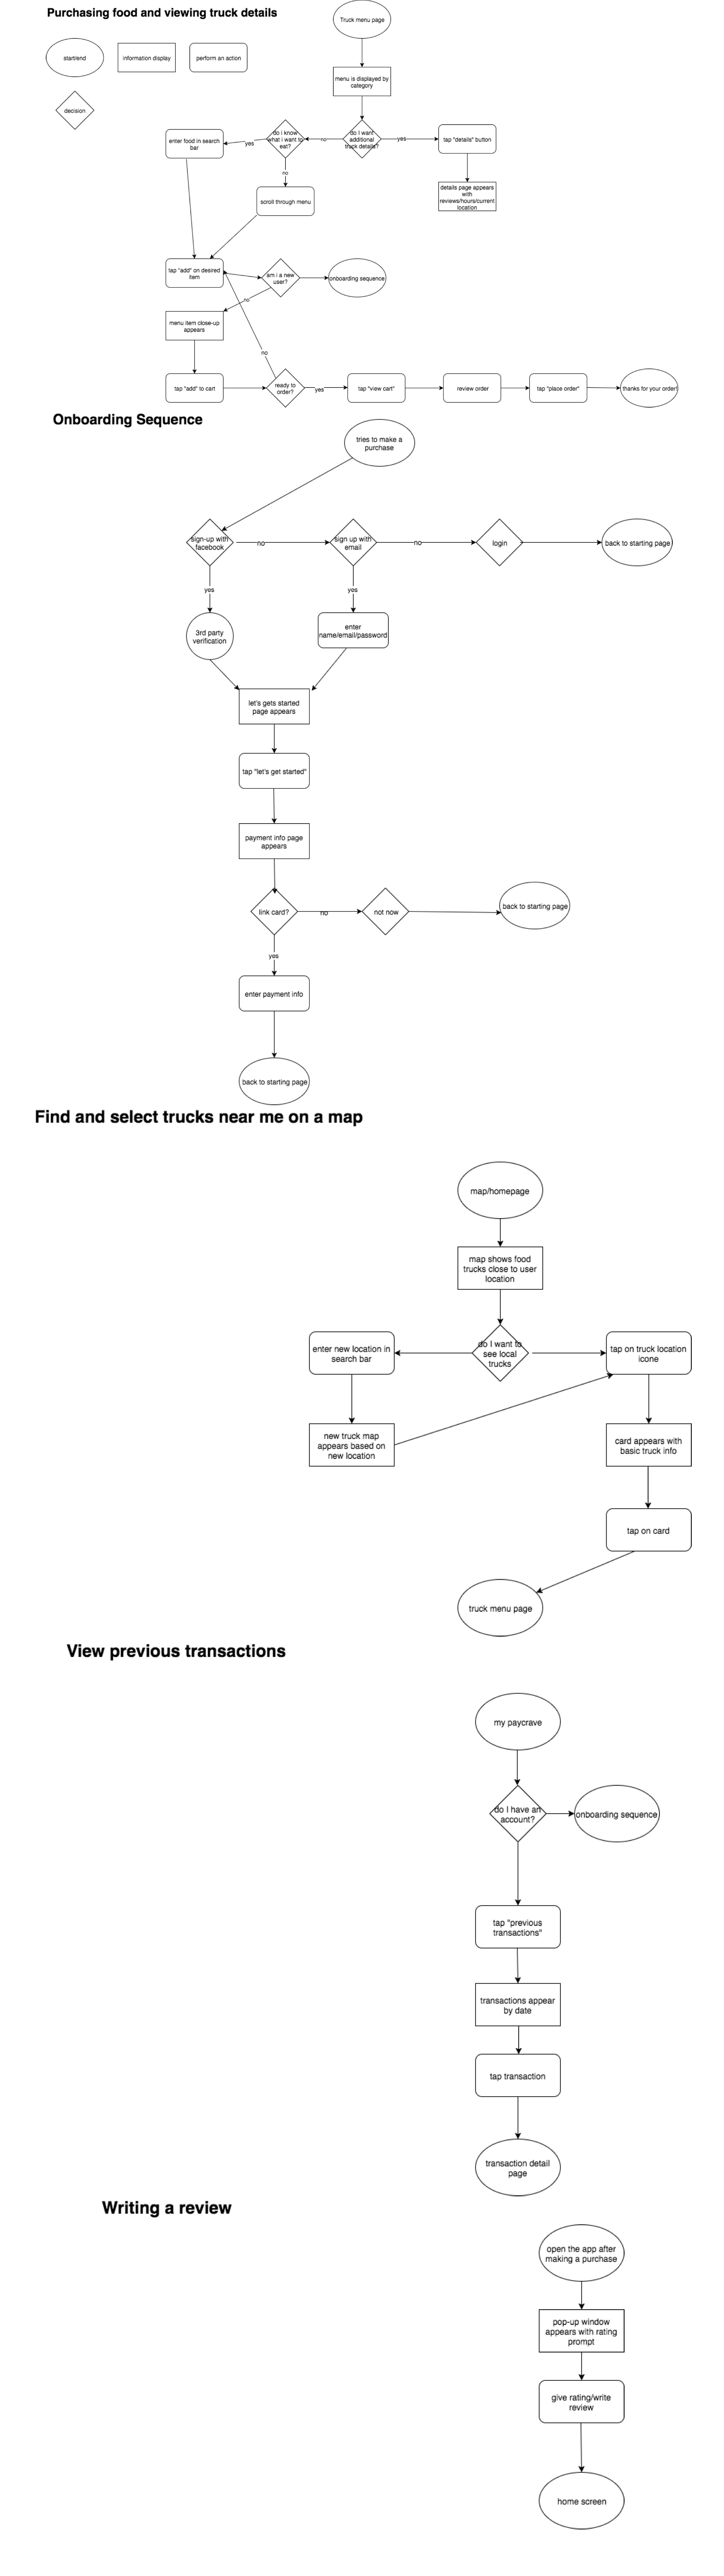 Purchasing food and viewing truck details
Truck menu page
start/end
information display
perform an action
menu is displayed by
category
decision
enter food in search
bar
yes
do i know
what i want to
eat?
no
do I want
additional
truck details?
yes
tap "details" button
no
scroll through menu
details page appears
with
reviews/hours/current
location
tap "add" on desired
item
am i a new
user?
onboarding sequence
no
menu item close-up
appears
no
tap "add" to cart
ready to
order?
yes
tap "view cart"
review order
tap "place order"
thanks for your order!
Onboarding Sequence
tries to make a
purchase
sign-up with
facebook
no
sign up with
email
no
login
back to starting page
yes
yes
3rd party
verification
enter
name/email/password
let's gets started
page appears
tap "let's get started"
payment info page
appears
link card?
no
not now
back to starting page
yes
enter payment info
back to starting page
Find and select trucks near me on a map
map/homepage
map shows food
trucks close to user
location
enter new location in
search bar
do I want to
see local
trucks
tap on truck location
icone
new truck map
appears based on
new location
card appears with
basic truck info
tap on card
truck menu page
View previous transactions
my paycrave
do I have an
account?
onboarding sequence
tap "previous
transactions"
transactions appear
by date
tap transaction
transaction detail
page
Writing a review
open the app after
making a purchase
pop-up window
appears with rating
prompt
give rating/write
review
home screen